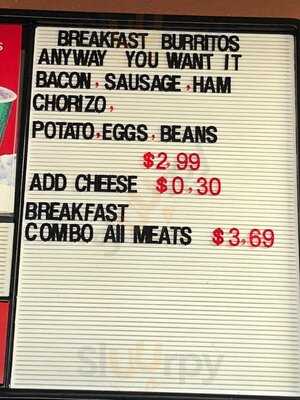 BREAKFAST BURRITOS
ANYWAY YOU WANT IT
BACON, SAUSAGE, HAM
CHORIZO,
POTATO, EGGS, BEANS
$2,99
ADD CHEESE $0,30
BREAKFAST
COMBO All MEATS $3,69
slurrpy